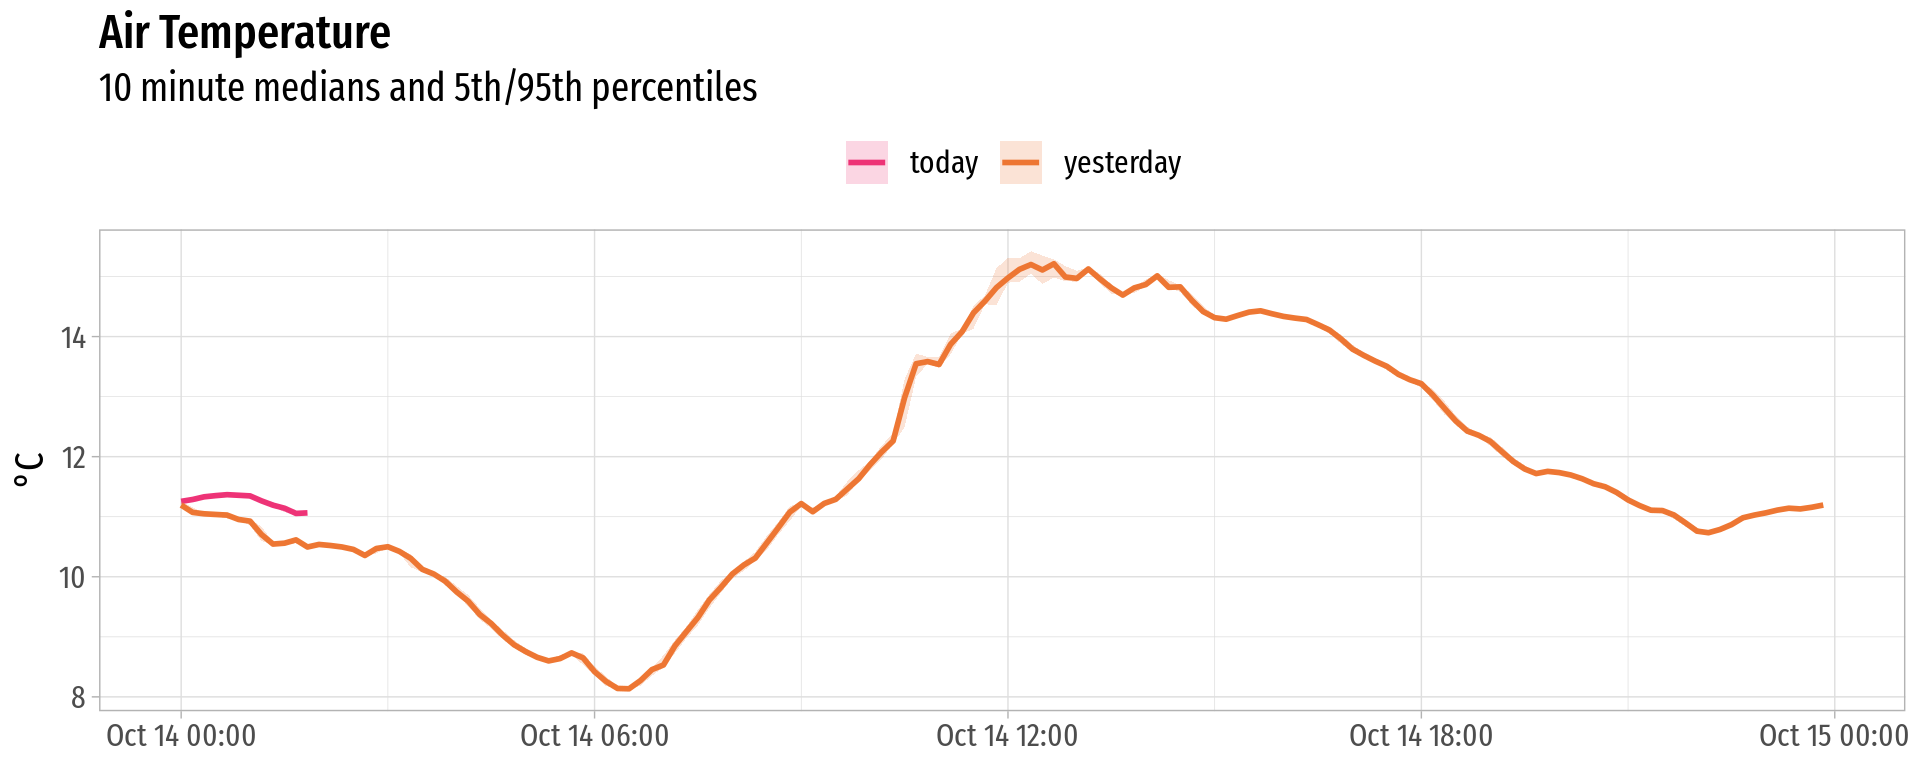 Air Temperature
10 minute medians and 5th/95th percentiles
today yesterday
°C
14
12
10
8
Oct 14 00:00 Oct 14 06:00 Oct 14 12:00 Oct 14 18:00 Oct 15 00:00